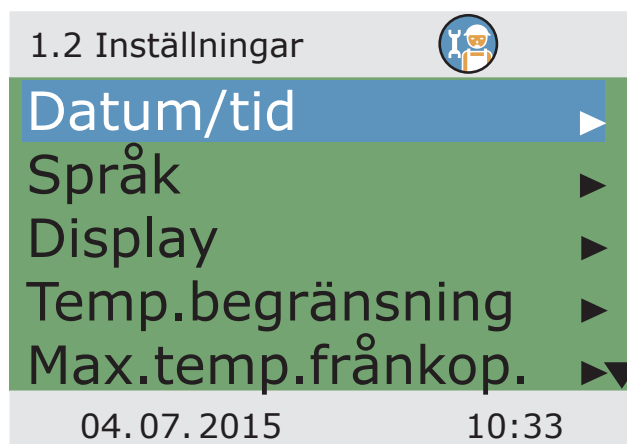 1.2 Inställningar
Datum/tid
Språk
Display
Temp.begränsning
Max.temp.frånkop.
04.07.2015 10:33